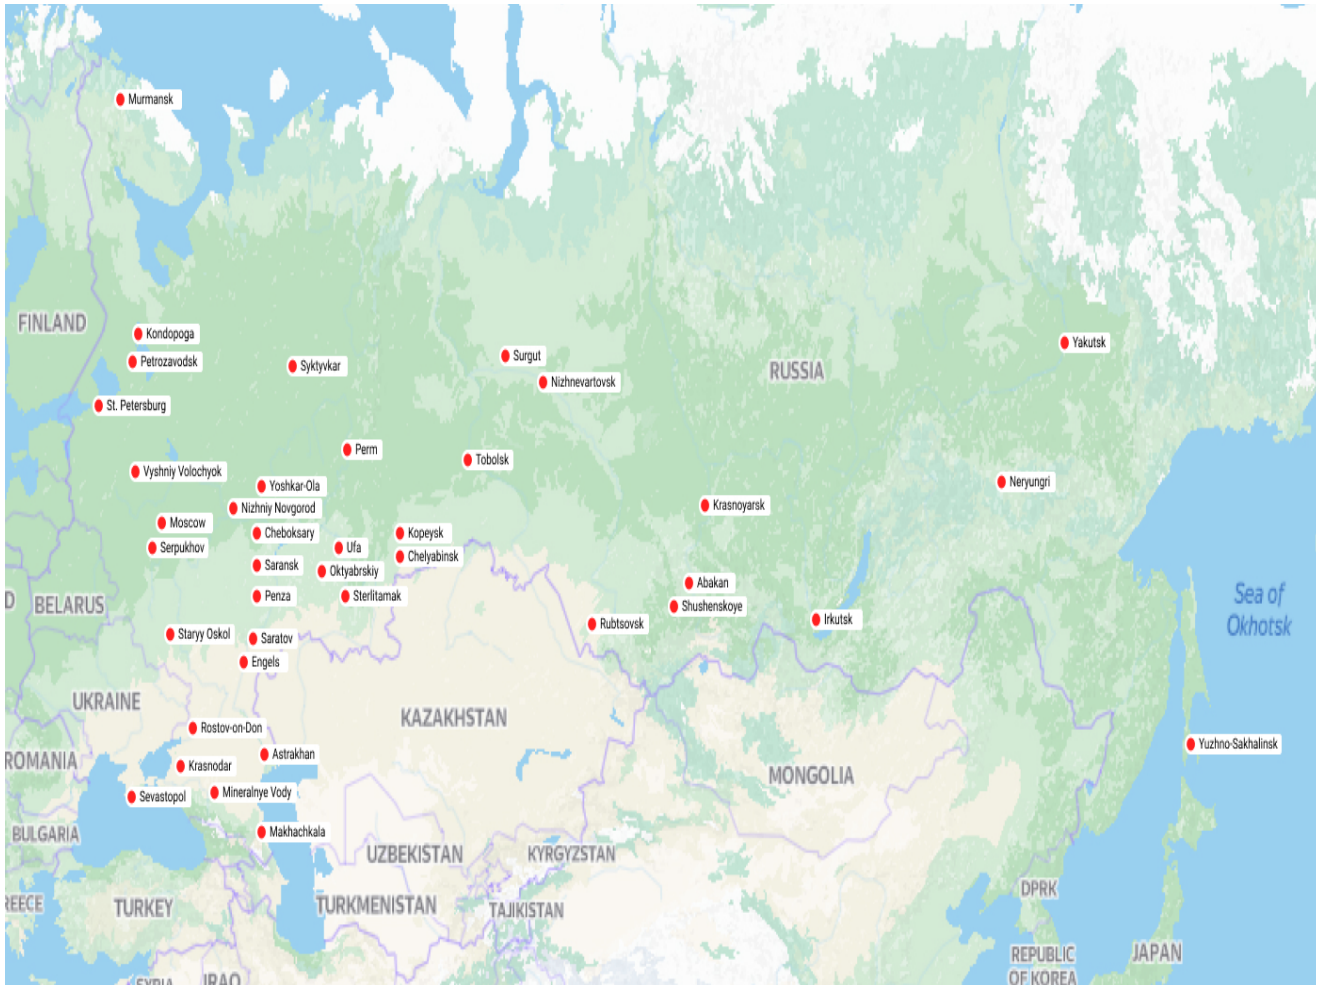 Murmansk
FINLAND
Kondopoga
Petrozavodsk
Syktyvkar
Surgut
Nizhnevartovsk
RUSSIA
Yakutsk
St. Petersburg
Perm
Tobolsk
Vyshniy Volochyok
Yoshkar-Ola
Neryungri
Nizhniy Novgorod
Krasnoyarsk
Moscow
Cheboksary
Kopeysk
Serpukhov
Ufa
Chelyabinsk
Saransk
Oktyabrskiy
Abakan
D
BELARUS
Penza
Sterlitamak
Shushenskoye
Sea of
Okhotsk
Rubtsovsk
Irkutsk
Staryy Oskol
Saratov
Engels
UKRAINE
KAZAKHSTAN
Rostov-on-Don
Yuzhno-Sakhalinsk
Astrakhan
ROMANIA
Krasnodar
MONGOLIA
Sevastopol
Mineralnye Vody
BULGARIA
Makhachkala
UZBEKISTAN
KYRGYZSTAN
DPRK
REECE
TURKEY
TURKMENISTAN
TAJIKISTAN
REPUBLIC
OF KOREA
JAPAN
SYRIA
IRAQ